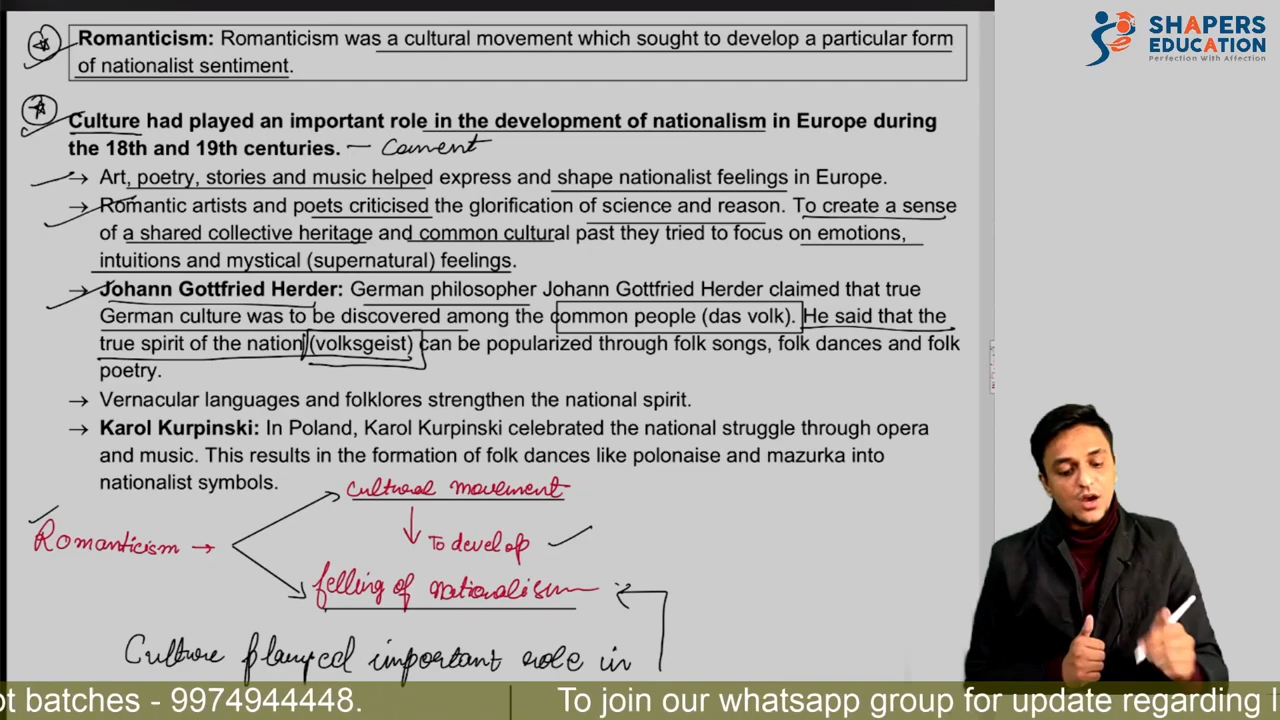 SHAPERS
EDUCATION
Perfection With Affection
Romanticism: Romanticism was a cultural movement which sought to develop a particular form
of nationalist sentiment.
Culture had played an important role in the development of nationalism in Europe during
the 18th and 19th centuries. — Coment
→ Art, poetry, stories and music helped express and shape nationalist feelings in Europe.
→ Romantic artists and poets criticised the glorification of science and reason. To create a sense
of a shared collective heritage and common cultural past they tried to focus on emotions,
intuitions and mystical (supernatural) feelings.
→ Johann Gottfried Herder: German philosopher Johann Gottfried Herder claimed that true
German culture was to be discovered among the common people (das volk). He said that the
true spirit of the nation (volksgeist) can be popularized through folk songs, folk dances and folk
poetry.
→ Vernacular languages and folklores strengthen the national spirit.
→ Karol Kurpinski: In Poland, Karol Kurpinski celebrated the national struggle through opera
and music. This results in the formation of folk dances like polonaise and mazurka into
nationalist symbols.
cultural movement
Romanticism →
To develop
felling of nationalism
Culture played important role in
ot batches - 9974944448.
To join our whatsapp group for update regarding l